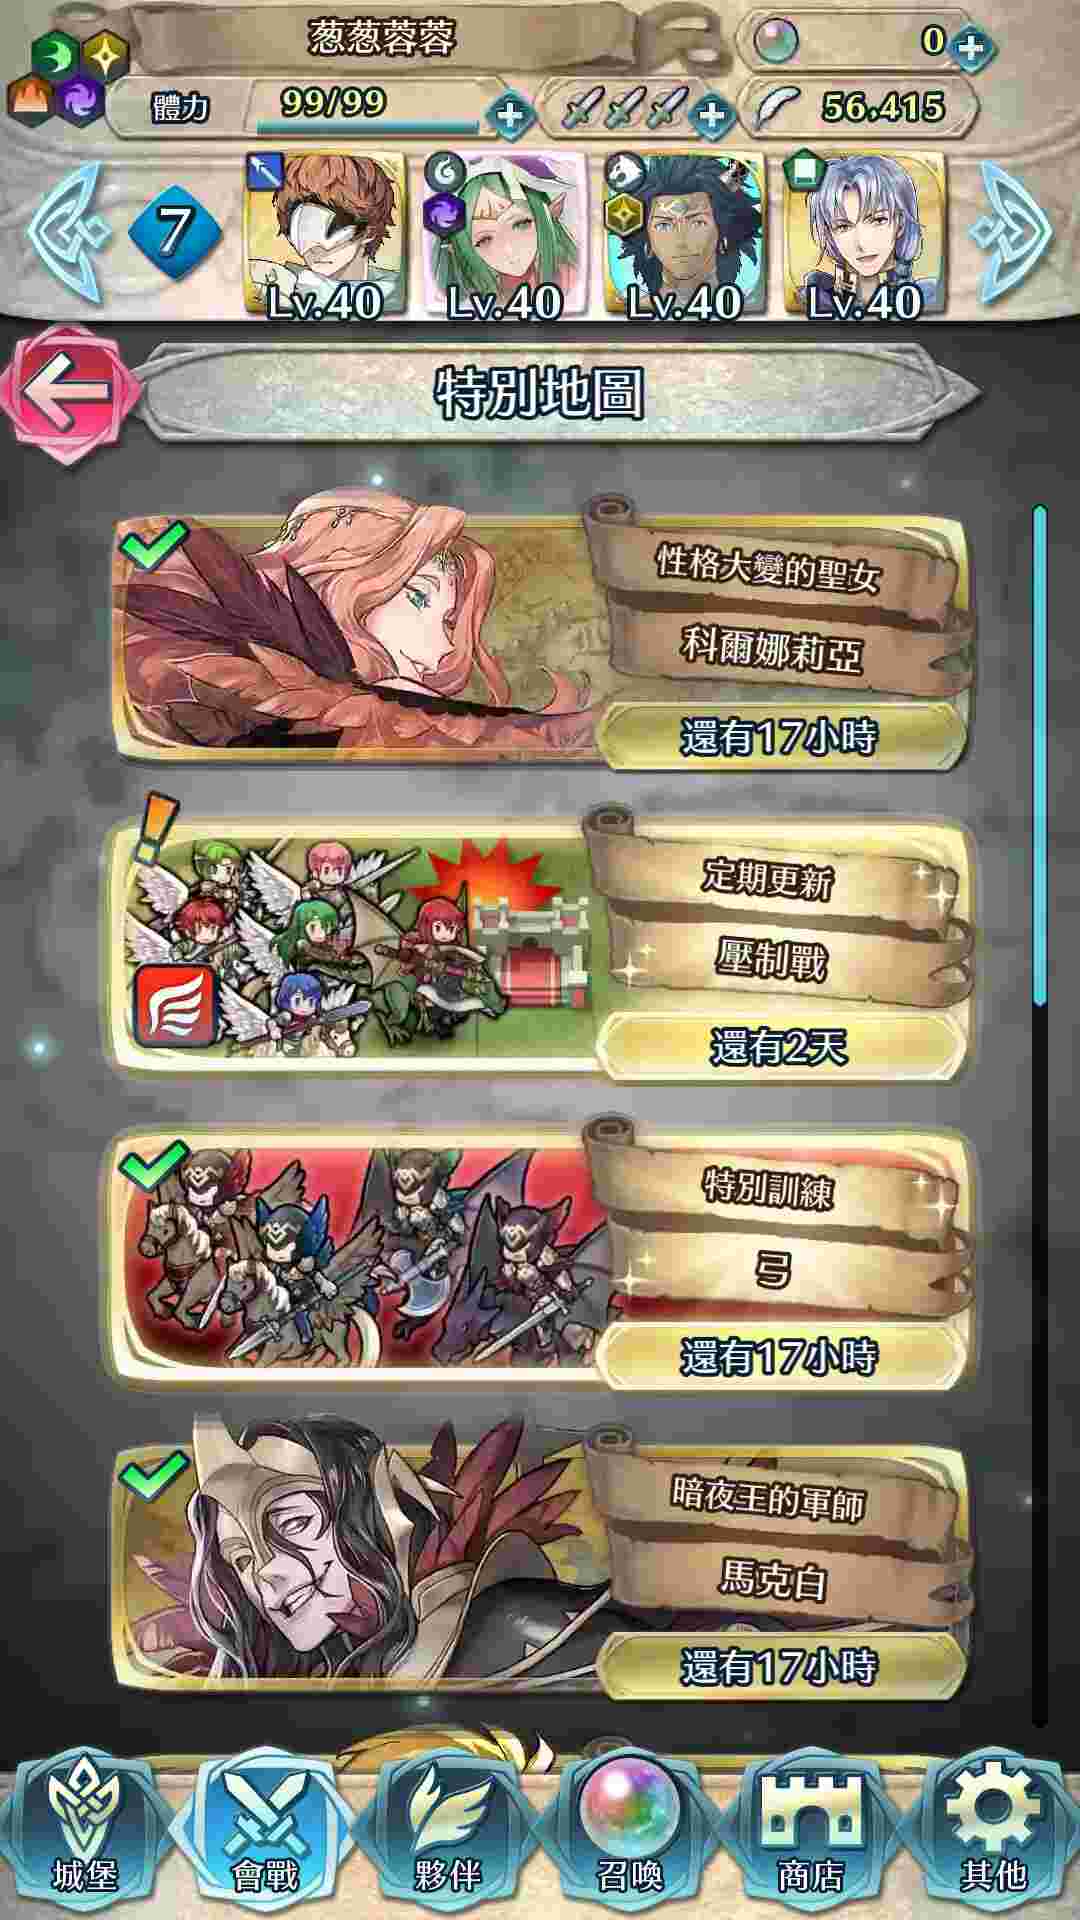 葱葱蓉蓉
0
體力
99/99
56,415
7
Lv.40
Lv.40
Lv.40
Lv.40
特別地圖
性格大變的聖女
科爾娜莉亞
還有17小時
定期更新
壓制戰
還有2天
特別訓練
弓
還有17小時
暗夜王的軍師
馬克白
還有17小時
城堡
會戰
夥伴
召喚
商店
其他